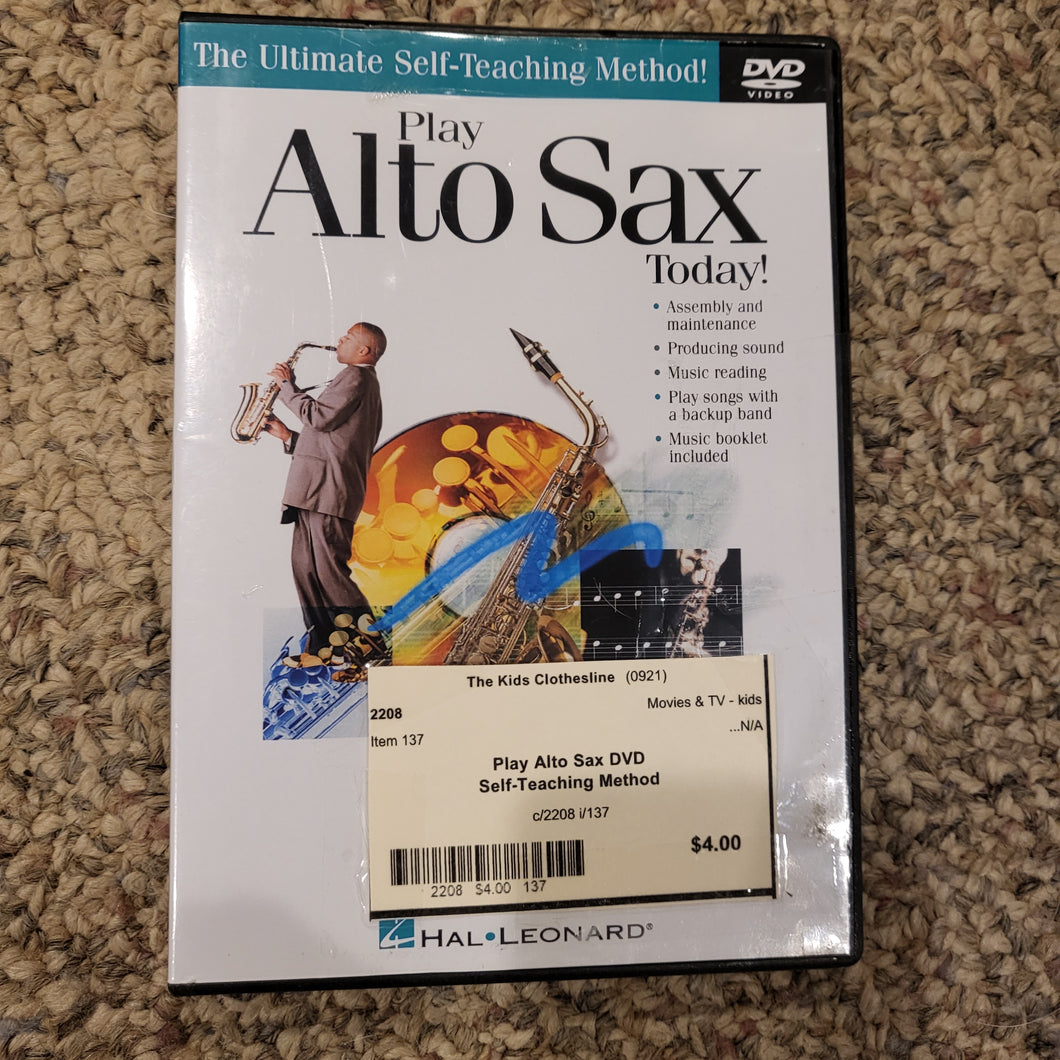 The Ultimate Self-Teaching Method!
DVD
VIDEO
Play
Alto Sax
Today!
• Assembly and
maintenance
• Producing sound
• Music reading
• Play songs with
a backup band
• Music booklet
included
The Kids Clothesline (0921)
2208
Movies & TV - kids
Item 137
...N/A
Play Alto Sax DVD
Self-Teaching Method
c/2208 i/137
$4.00
2208 $4.00 137
HAL•LEONARD®